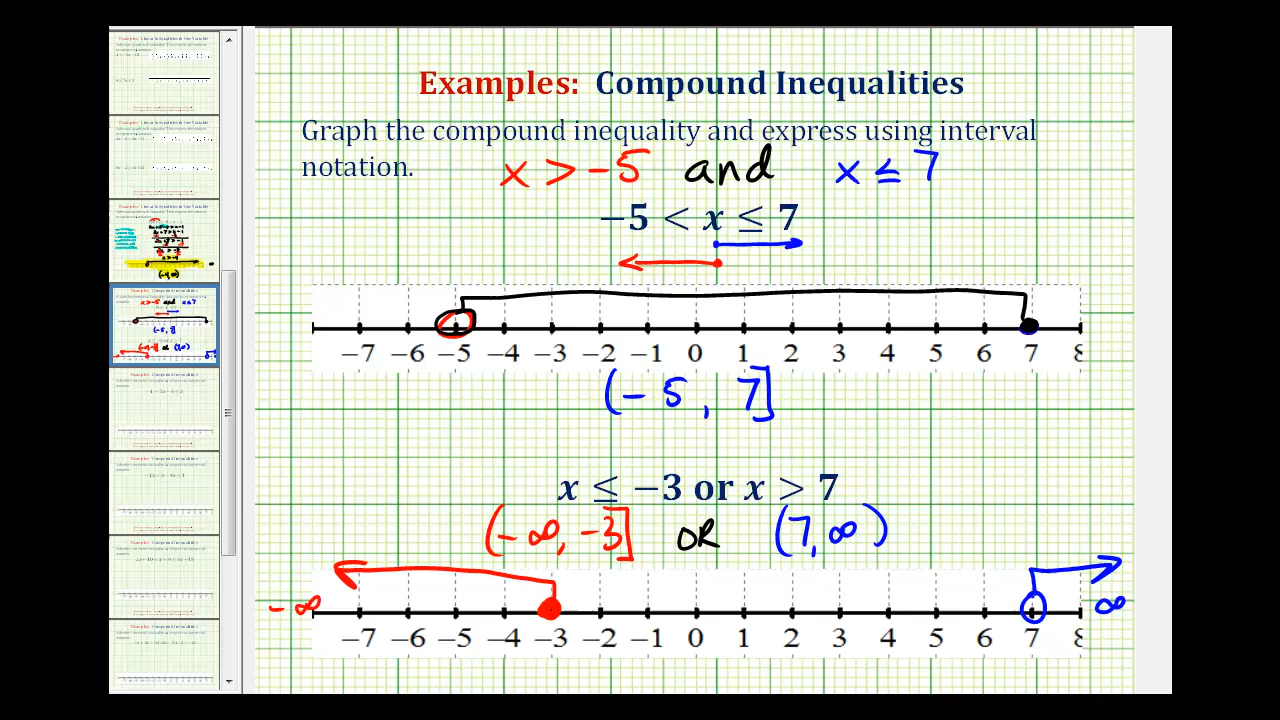 Examples: Compound Inequalities
Graph the compound inequality and express using interval
notation. x > -5 and x ≤ 7
−5 < x ≤ 7
−7 −6 −5 −4 −3 −2 −1 0 1 2 3 4 5 6 7 8
(-5, 7]
x ≤ −3 or x > 7
(-∞, -3] OR (7, ∞)
-∞ ∞
−7 −6 −5 −4 −3 −2 −1 0 1 2 3 4 5 6 7 8